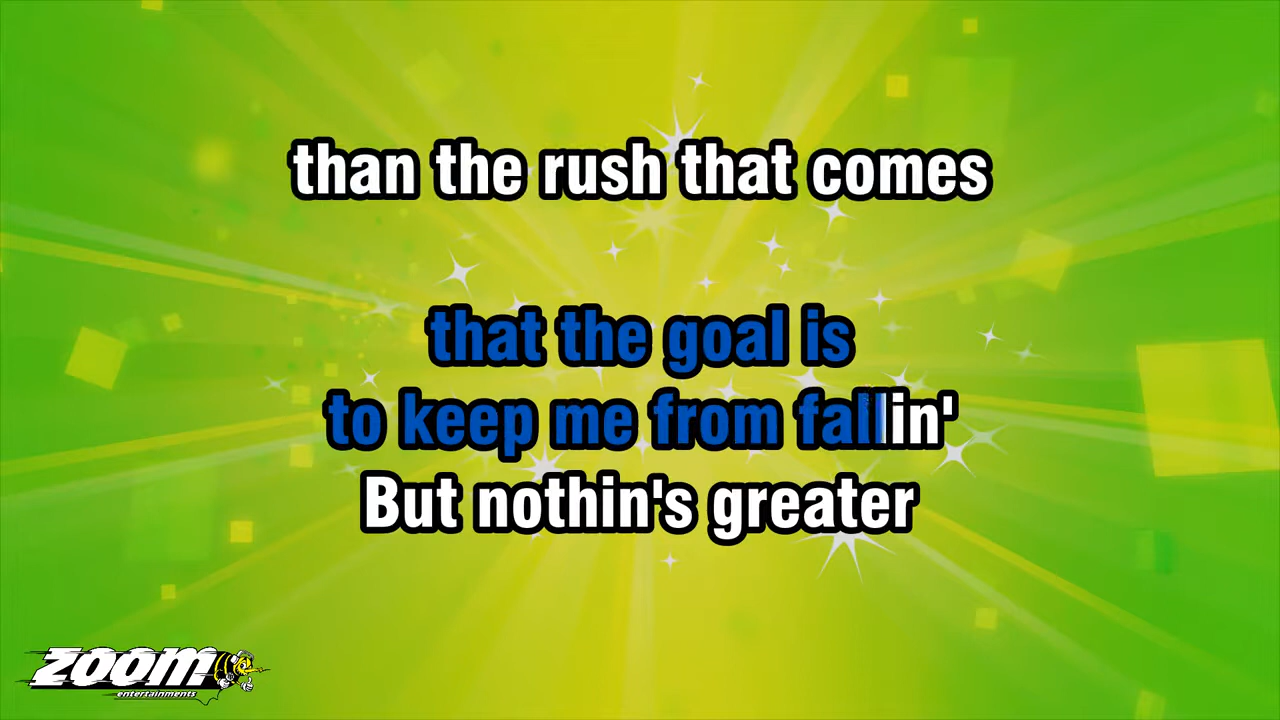 than the rush that comes
that the goal is
to keep me from fallin'
But nothin's greater
zoom
entertainments